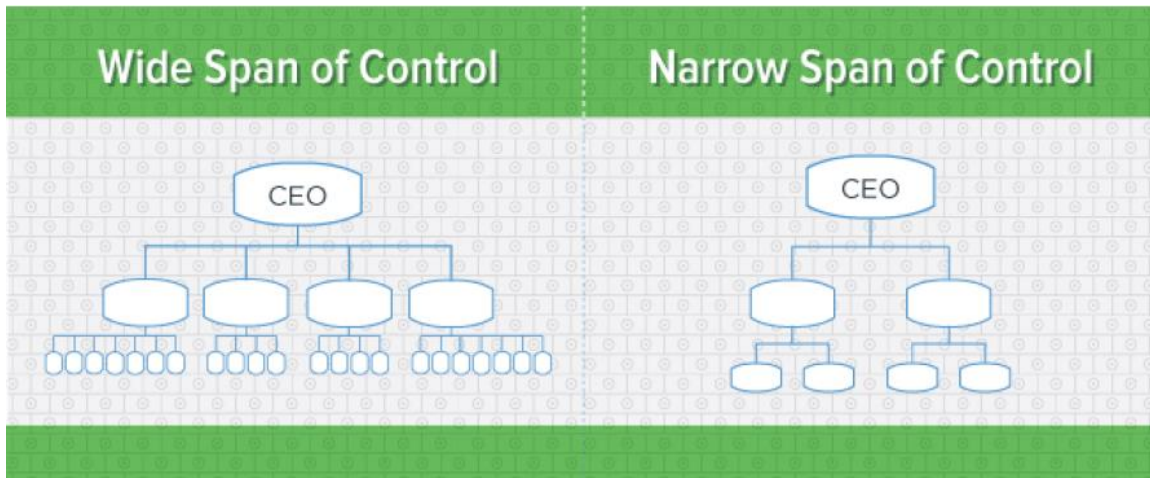 Wide Span of Control
Narrow Span of Control
CEO
CEO